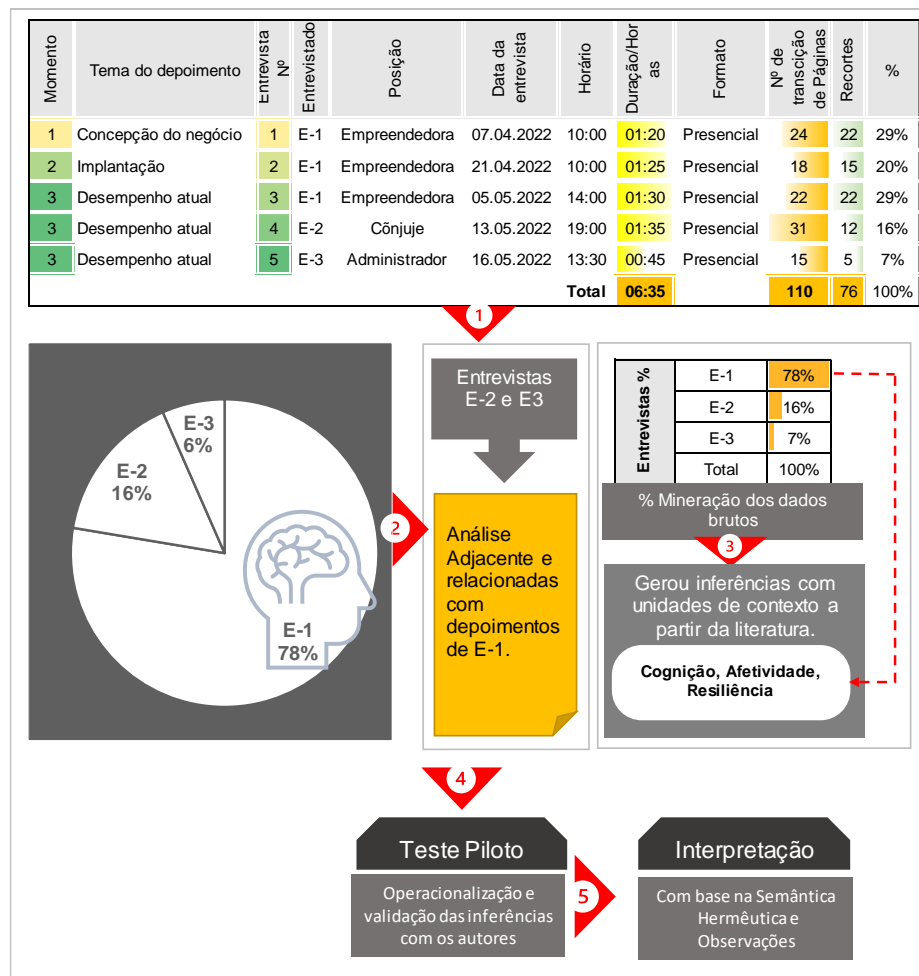 Momento Tema do depoimento Entrevista Nº Entrevistado Posição Data da entrevista Horário Duração/Hor as Formato Nº de transcição de Páginas Recortes %
1 Concepção do negócio 1 E-1 Empreendedora 07.04.2022 10:00 01:20 Presencial 24 22 29%
2 Implantação 2 E-1 Empreendedora 21.04.2022 10:00 01:25 Presencial 18 15 20%
3 Desempenho atual 3 E-1 Empreendedora 05.05.2022 14:00 01:30 Presencial 22 22 29%
3 Desempenho atual 4 E-2 Cõnjuje 13.05.2022 19:00 01:35 Presencial 31 12 16%
3 Desempenho atual 5 E-3 Administrador 16.05.2022 13:30 00:45 Presencial 15 5 7%
Total 06:35 110 76 100%
1
E-3
6%
E-2
16%
E-1
78%
2
Entrevistas
E-2 e E3
Análise
Adjacente e
relacionadas
com
depoimentos
de E-1.
Entrevistas %
E-1 78%
E-2 16%
E-3 7%
Total 100%
% Mineração dos dados
brutos
3
Gerou inferências com
unidades de contexto a
partir da literatura.
Cognição, Afetividade,
Resiliência
4
Teste Piloto
Operacionalização e
validação das inferências
com os autores
5
Interpretação
Com base na Semântica
Hermêutica e
Observações